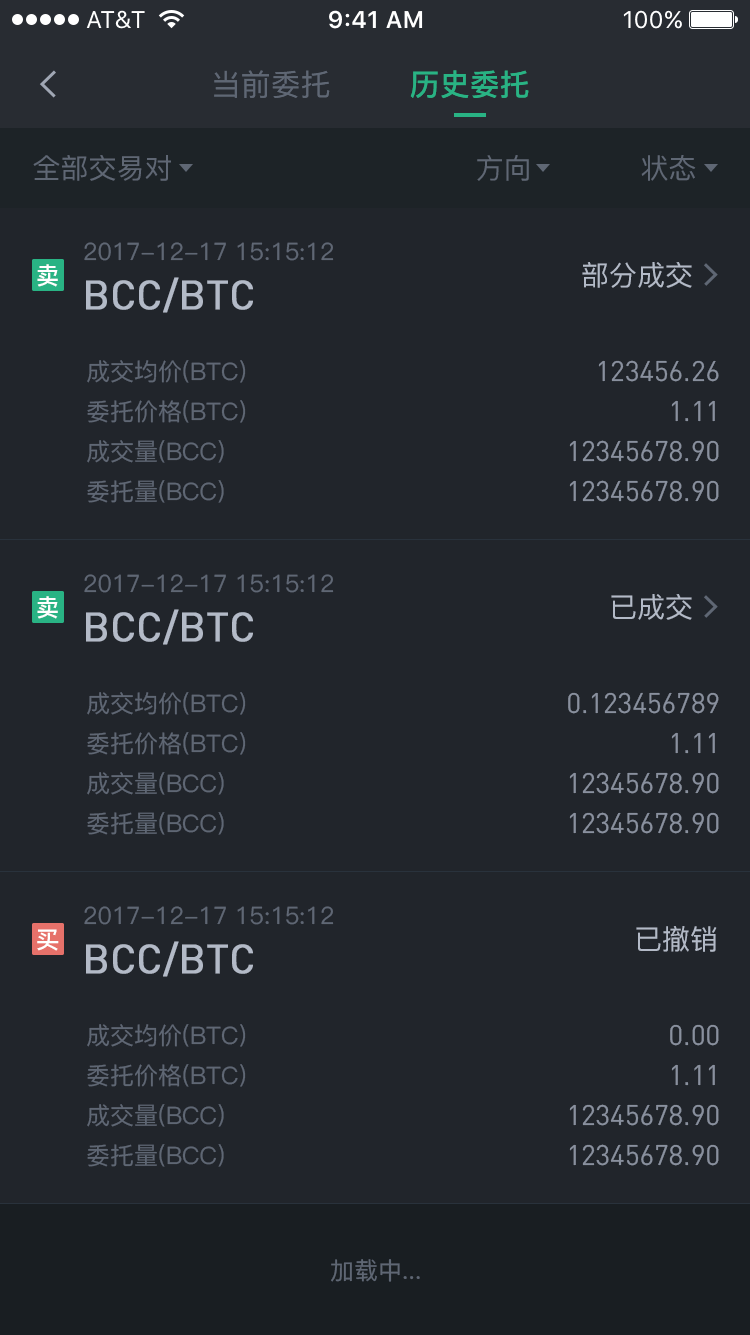 AT&T 9:41 AM 100%
当前委托 历史委托
全部交易对 方向 状态
2017-12-17 15:15:12
卖 BCC/BTC 部分成交
成交均价(BTC) 123456.26
委托价格(BTC) 1.11
成交量(BCC) 12345678.90
委托量(BCC) 12345678.90
2017-12-17 15:15:12
卖 BCC/BTC 已成交
成交均价(BTC) 0.123456789
委托价格(BTC) 1.11
成交量(BCC) 12345678.90
委托量(BCC) 12345678.90
2017-12-17 15:15:12
买 BCC/BTC 已撤销
成交均价(BTC) 0.00
委托价格(BTC) 1.11
成交量(BCC) 12345678.90
委托量(BCC) 12345678.90
加载中...